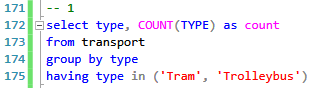 171 -- 1
172 select type, COUNT(TYPE) as count
173 from transport
174 group by type
175 having type in ('Tram', 'Trolleybus')